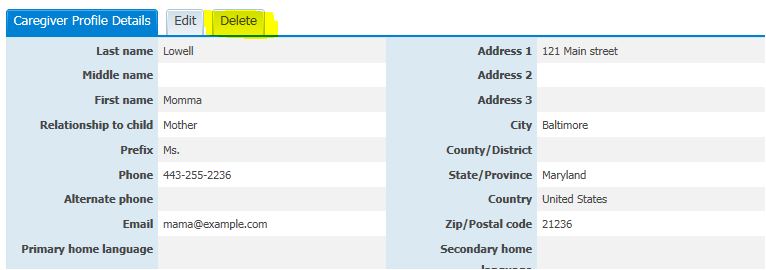 Caregiver Profile Details Edit Delete
Last name Lowell Address 1 121 Main street
Middle name Address 2
First name Momma Address 3
Relationship to child Mother City Baltimore
Prefix Ms. County/District
Phone 443-255-2236 State/Province Maryland
Alternate phone Country United States
Email mama@example.com Zip/Postal code 21236
Primary home language Secondary home
language